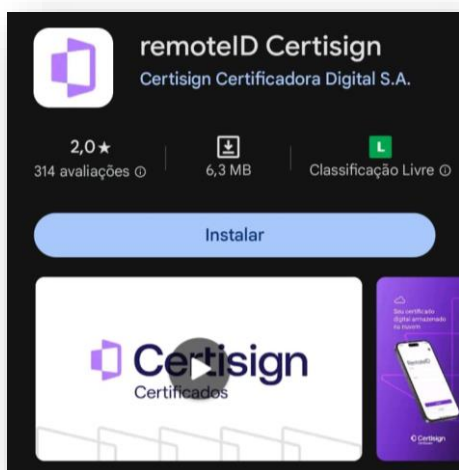 remoteID Certisign
Certisign Certificadora Digital S.A.
2,0★
314 avaliações
6,3 MB
L
Classificação Livre
Instalar
Certisign
Certificados
Seu certificado
digital armazenado
na nuvem
RemoteID
Certisign